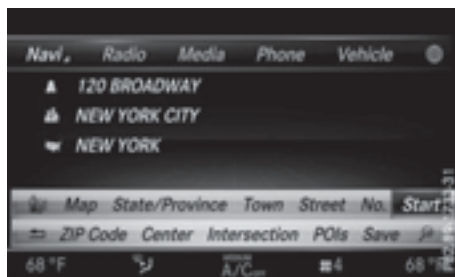 Navi Radio Media Phone Vehicle
120 BROADWAY
NEW YORK CITY
NEW YORK
Map State/Province Town Street No. Start
ZIP Code Center Intersection POIs Save
68 °F A/C 4 68 °F